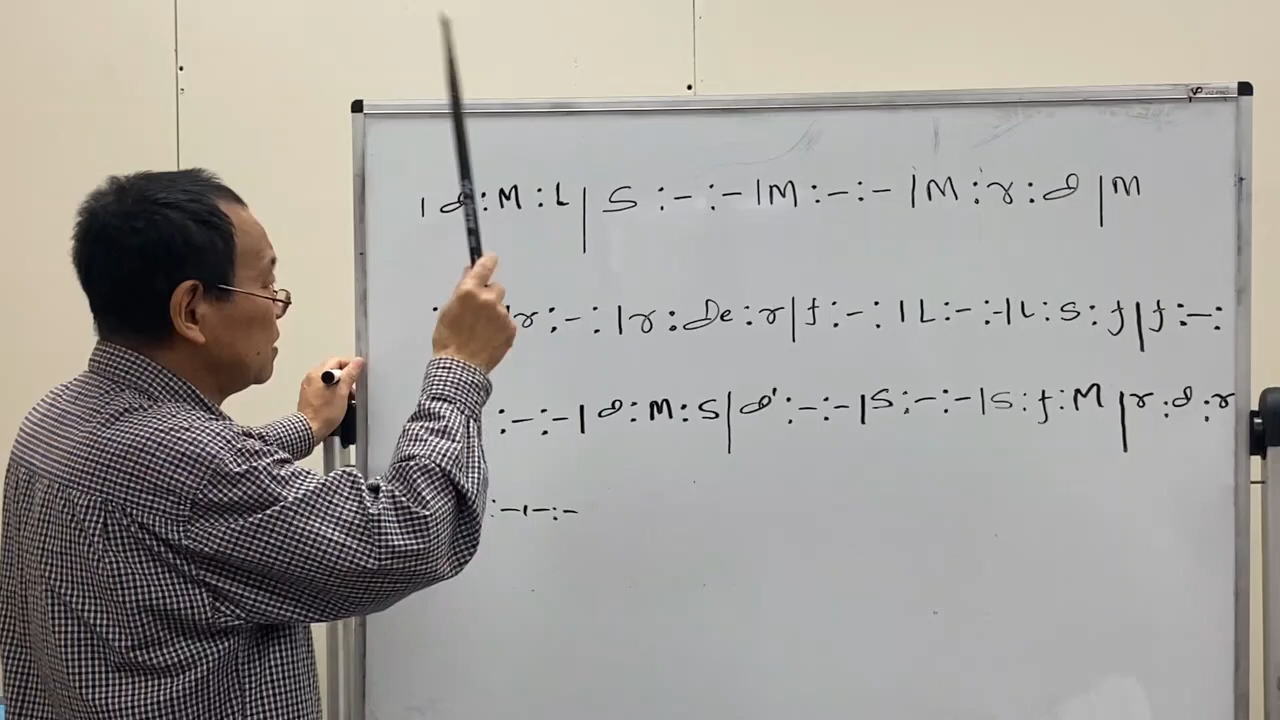 | d : M : L | S : – : – | M : – : – | M : r : d | M
: | r : – : | r : De : r | f : – : | L : – : – | L : S : f | f : – :
: – : – | d : M : S | d' : – : – | S : – : – | S : f : M | r : d : r
: – | – : –